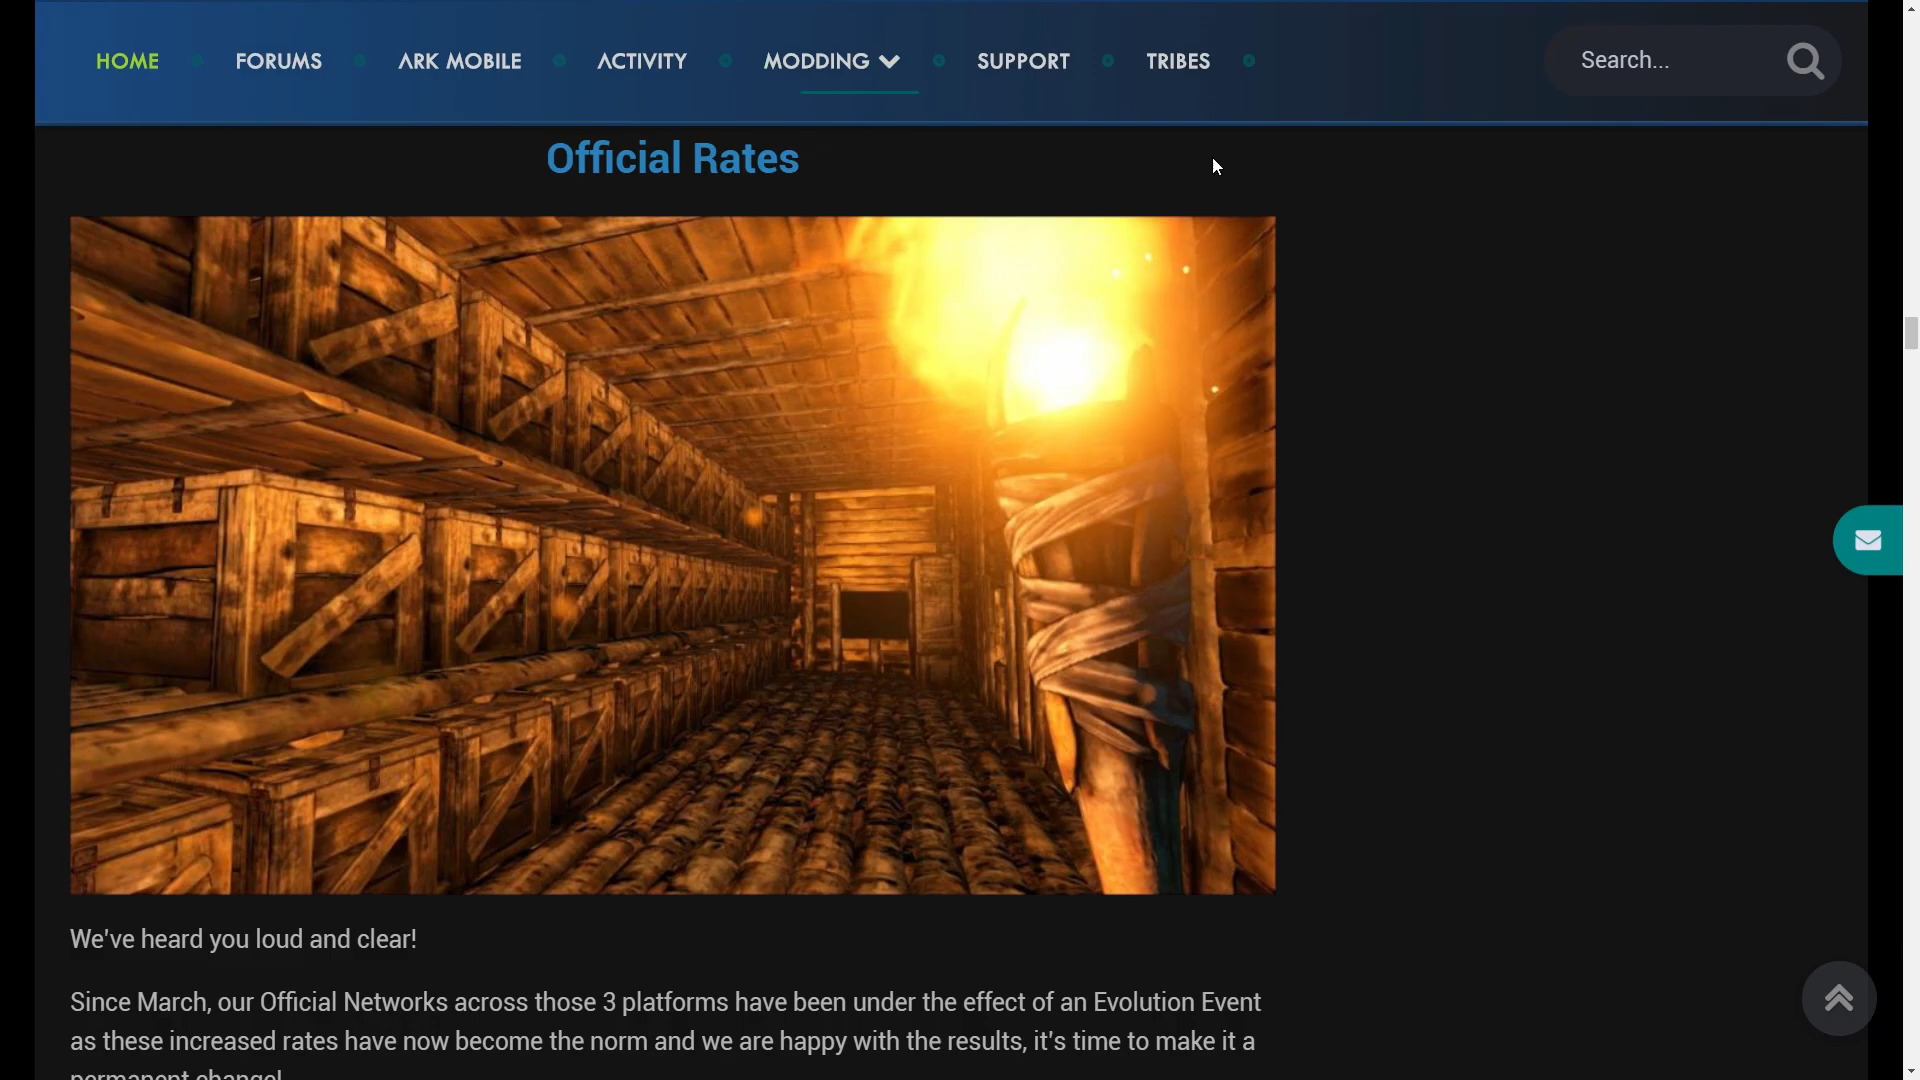 HOME FORUMS ARK MOBILE ACTIVITY MODDING SUPPORT TRIBES Search...
Official Rates
We've heard you loud and clear!
Since March, our Official Networks across those 3 platforms have been under the effect of an Evolution Event
as these increased rates have now become the norm and we are happy with the results, it's time to make it a
permanent change!